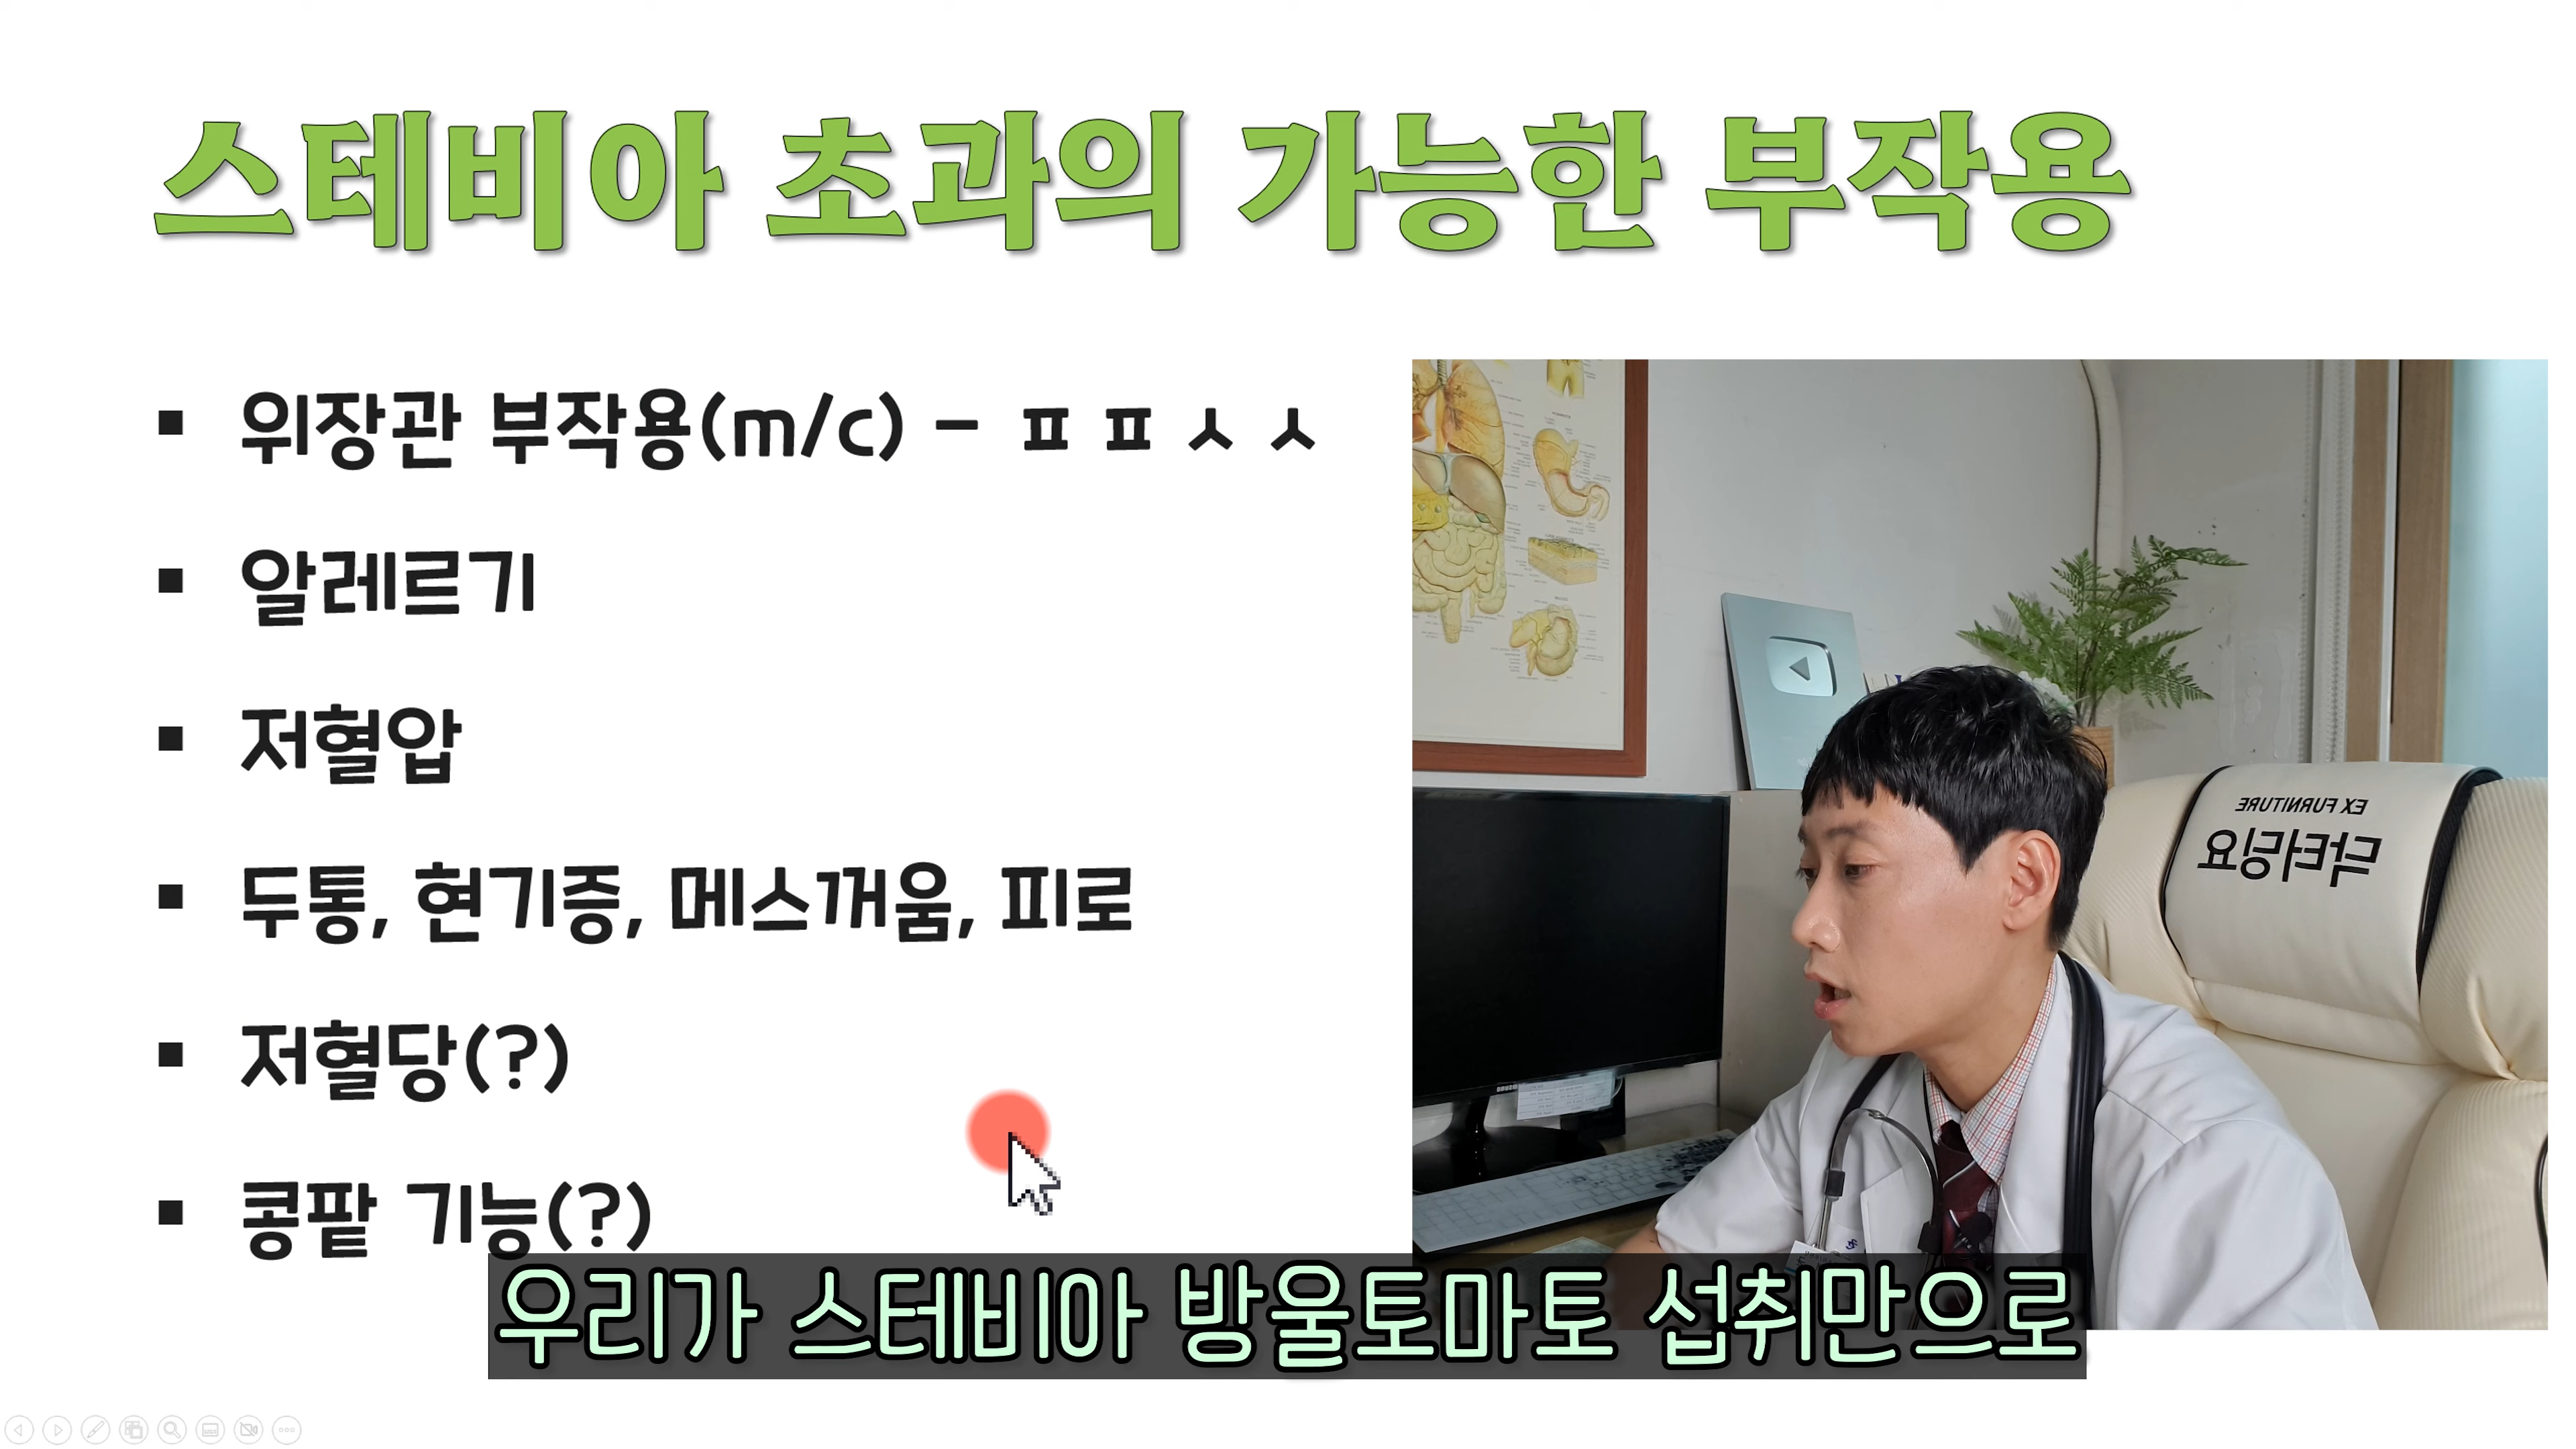 스테비아 초과의 가능한 부작용
▪ 위장관 부작용(m/c) - ㅍㅍㅅㅅ
▪ 알레르기
▪ 저혈압
▪ 두통, 현기증, 메스꺼움, 피로
▪ 저혈당(?)
▪ 콩팥 기능(?)
EX FURNITURE
닥터딩요
우리가 스테비아 방울토마토 섭취만으로